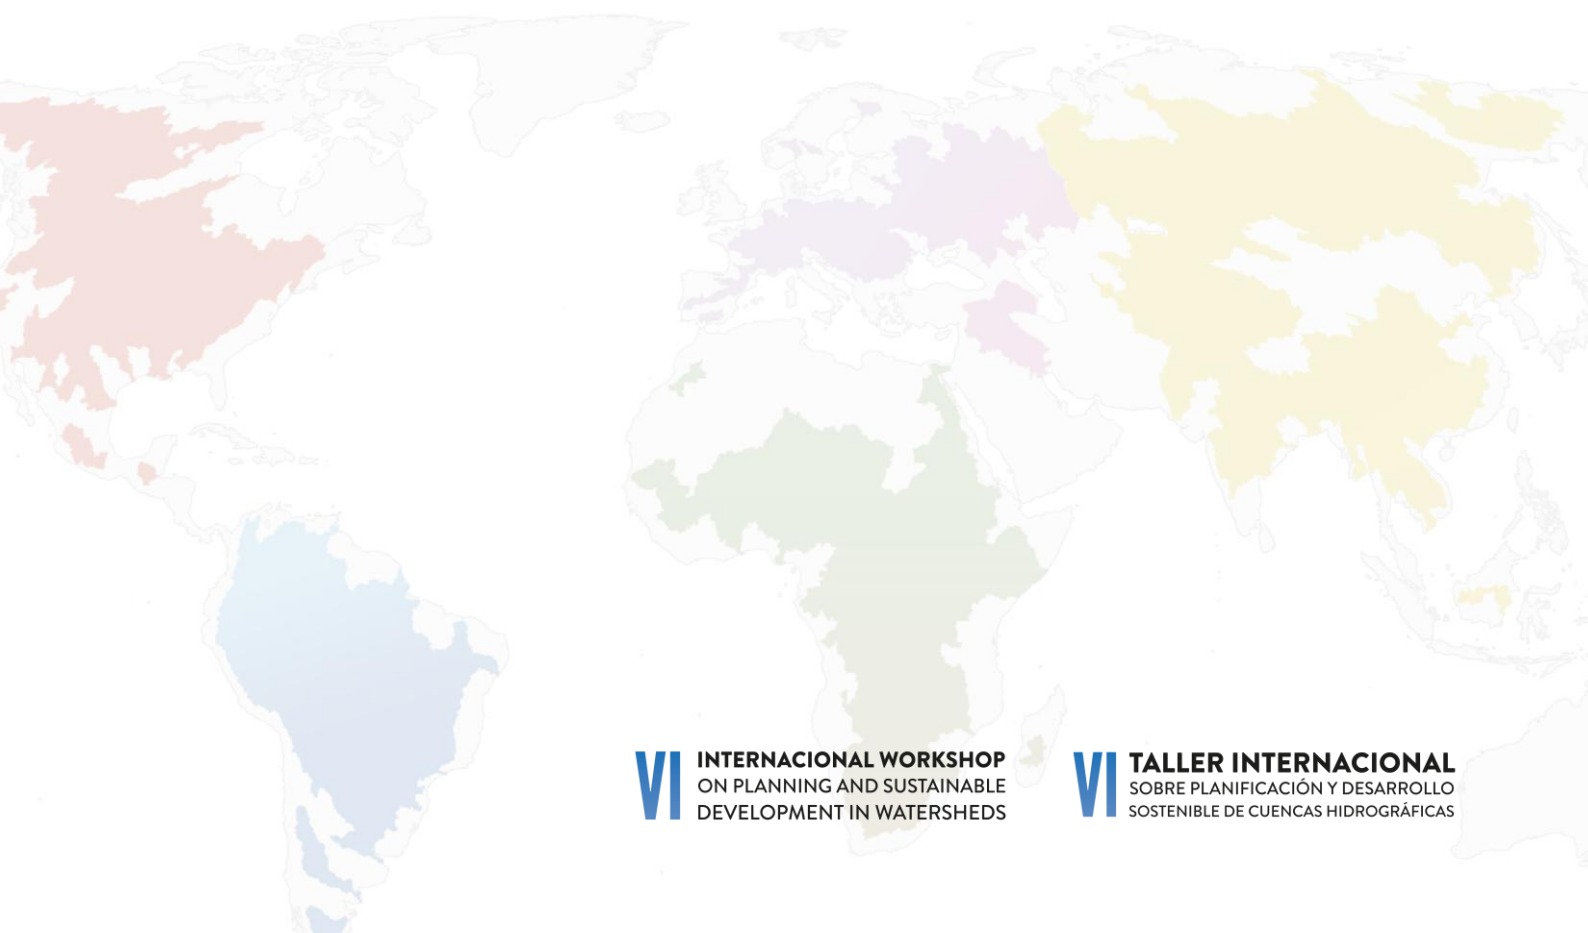 VI INTERNACIONAL WORKSHOP
ON PLANNING AND SUSTAINABLE
DEVELOPMENT IN WATERSHEDS
VI TALLER INTERNACIONAL
SOBRE PLANIFICACIÓN Y DESARROLLO
SOSTENIBLE DE CUENCAS HIDROGRÁFICAS